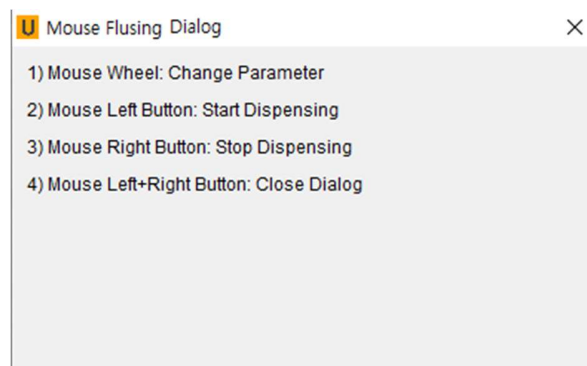 U Mouse Flusing Dialog
1) Mouse Wheel: Change Parameter
2) Mouse Left Button: Start Dispensing
3) Mouse Right Button: Stop Dispensing
4) Mouse Left+Right Button: Close Dialog